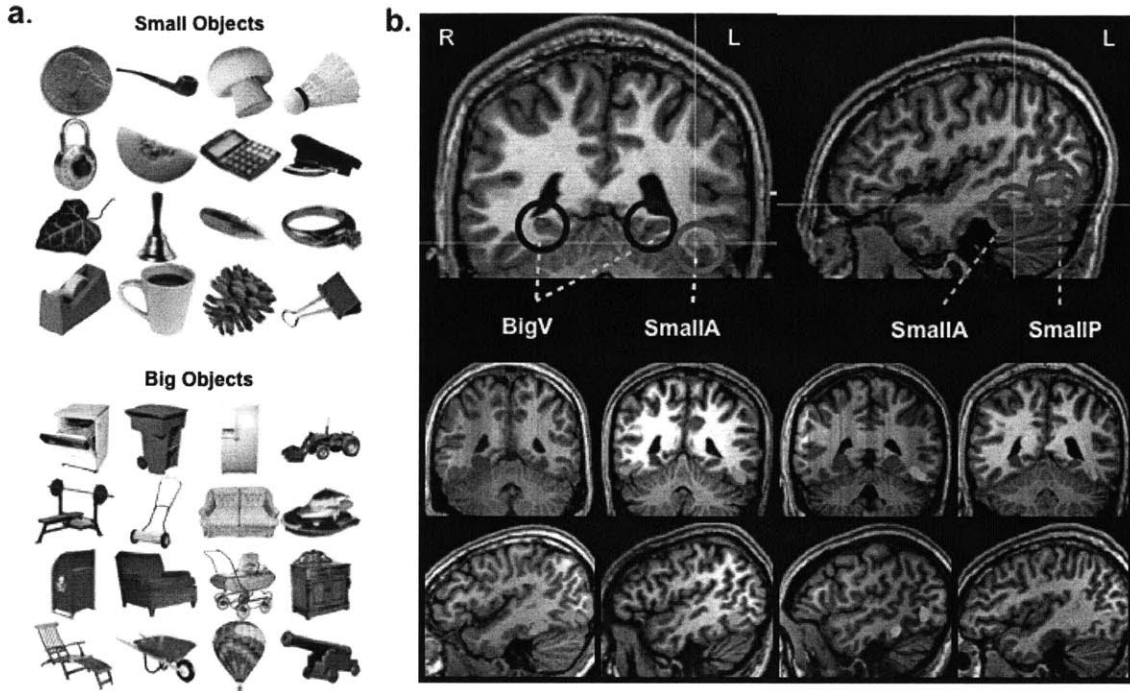 a.
Small Objects
Big Objects
b.
R
L
L
BigV
SmallA
SmallA
SmallP